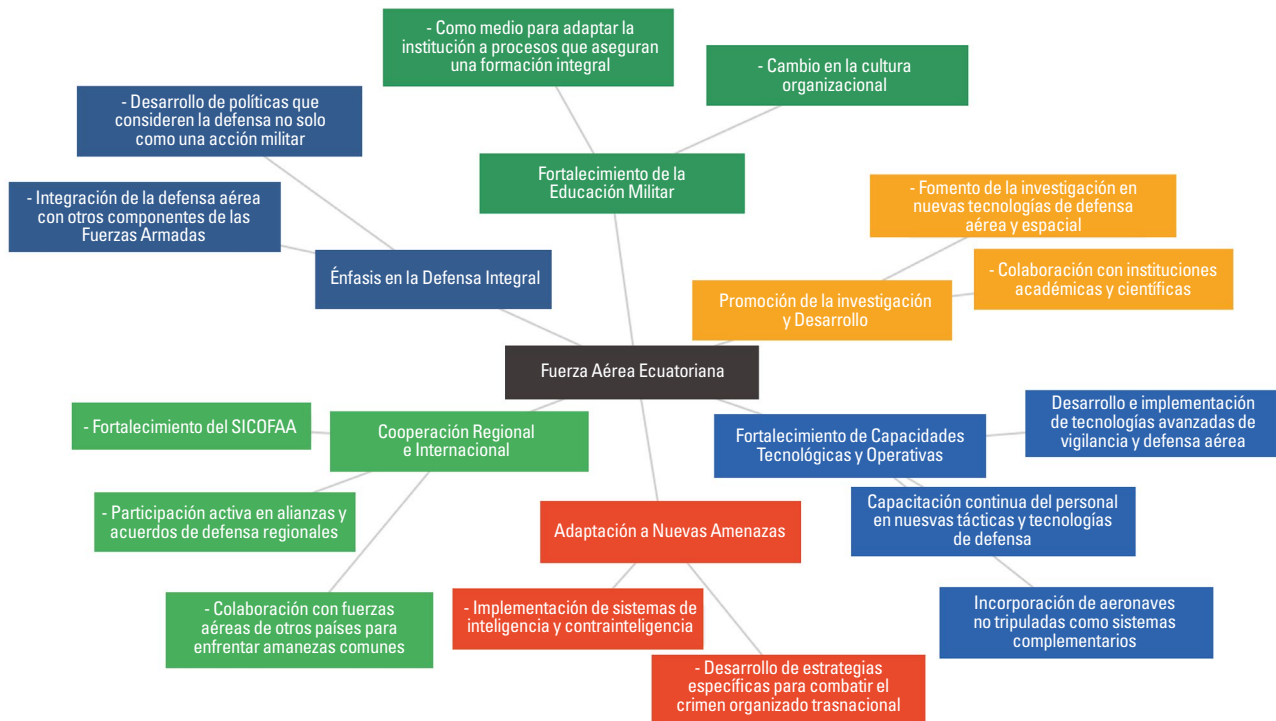 - Como medio para adaptar la
institución a procesos que aseguran
una formación integral
- Cambio en la cultura
organizacional
- Desarrollo de políticas que
consideren la defensa no solo
como una acción militar
Fortalecimiento de la
Educación Militar
- Integración de la defensa aérea
con otros componentes de las
Fuerzas Armadas
- Fomento de la investigación en
nuevas tecnologías de defensa
aérea y espacial
Énfasis en la Defensa Integral
- Colaboración con instituciones
académicas y científicas
Promoción de la investigación
y Desarrollo
Fuerza Aérea Ecuatoriana
- Fortalecimiento del SICOFAA
Cooperación Regional
e Internacional
Fortalecimiento de Capacidades
Tecnológicas y Operativas
Desarrollo e implementación
de tecnologías avanzadas de
vigilancia y defensa aérea
- Participación activa en alianzas y
acuerdos de defensa regionales
Adaptación a Nuevas Amenazas
Capacitación continua del personal
en nuesvas tácticas y tecnologías
de defensa
- Colaboración con fuerzas
aéreas de otros países para
enfrentar amanezas comunes
- Implementación de sistemas de
inteligencia y contrainteligencia
Incorporación de aeronaves
no tripuladas como sistemas
complementarios
- Desarrollo de estrategias
específicas para combatir el
crimen organizado trasnacional